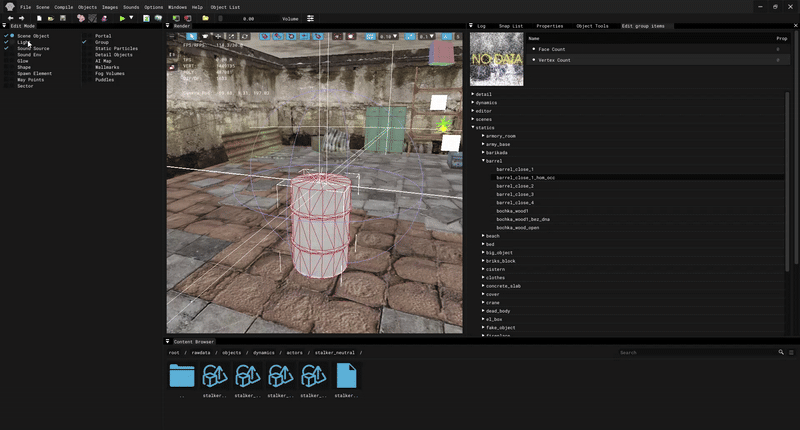 File Scene Compile Objects Images Sounds Options Windows Help Object List
0.00 Volume
Edit Mode
Scene Object
Light
Sound Source
Sound Env
Glow
Shape
Spawn Element
Way Points
Sector
Portal
Group
Static Particles
Detail Objects
AI Map
Wallmarks
Fog Volumes
Puddles
Render
Log Snap List Properties Object Tools Edit group items
NO DATA
Name Prop
Face Count 0
Vertex Count 0
detail
dynamics
editor
scenes
statics
armory_room
army_base
barikada
barrel
barrel_close_1
barrel_close_1_hom_occ
barrel_close_2
barrel_close_3
barrel_close_4
bochka_wood1
bochka_wood1_bez_dna
bochka_wood_open
beach
bed
big_object
briks_block
cistern
clothes
concrete_slab
cover
crane
dead_body
el_box
fake_object
Content Browser
root / rawdata / objects / dynamics / actors / stalker_neutral /
Search
.. stalker.. stalker_.. stalker_.. stalker_.. stalker..